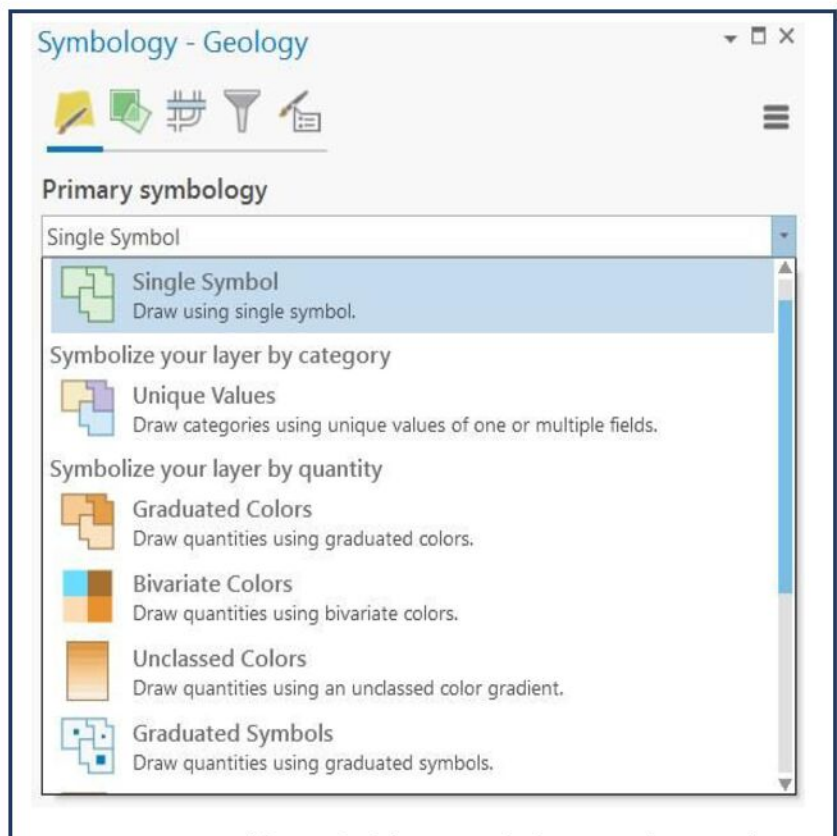 Symbology - Geology
Primary symbology
Single Symbol
Single Symbol
Draw using single symbol.
Symbolize your layer by category
Unique Values
Draw categories using unique values of one or multiple fields.
Symbolize your layer by quantity
Graduated Colors
Draw quantities using graduated colors.
Bivariate Colors
Draw quantities using bivariate colors.
Unclassed Colors
Draw quantities using an unclassed color gradient.
Graduated Symbols
Draw quantities using graduated symbols.